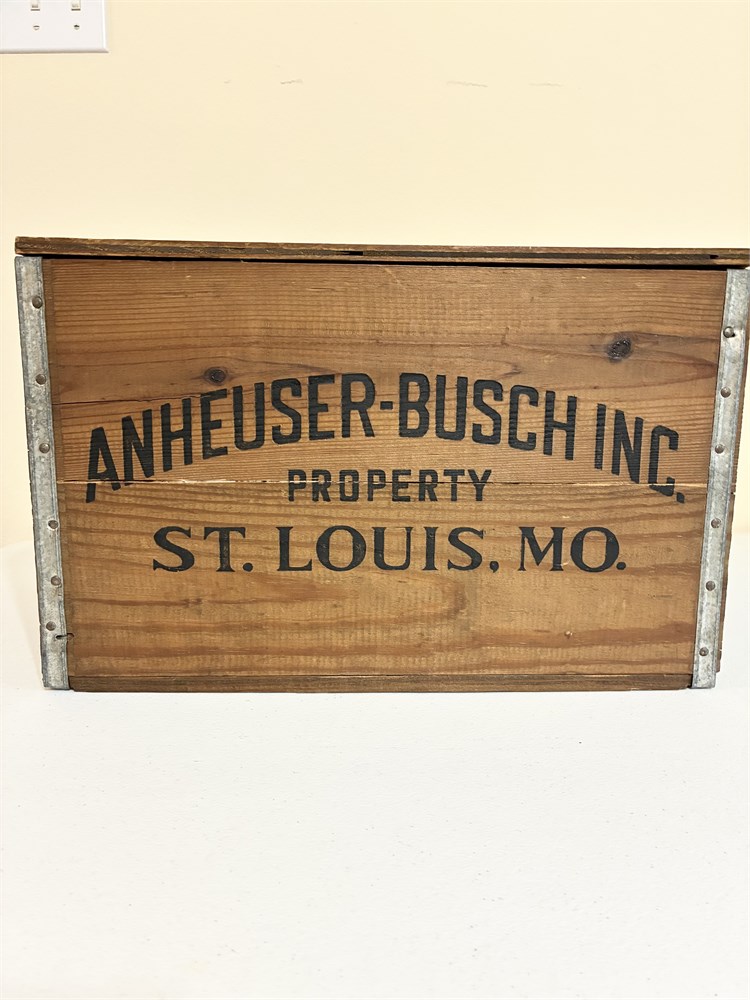 ANHEUSER-BUSCH INC.
PROPERTY
ST. LOUIS, MO.